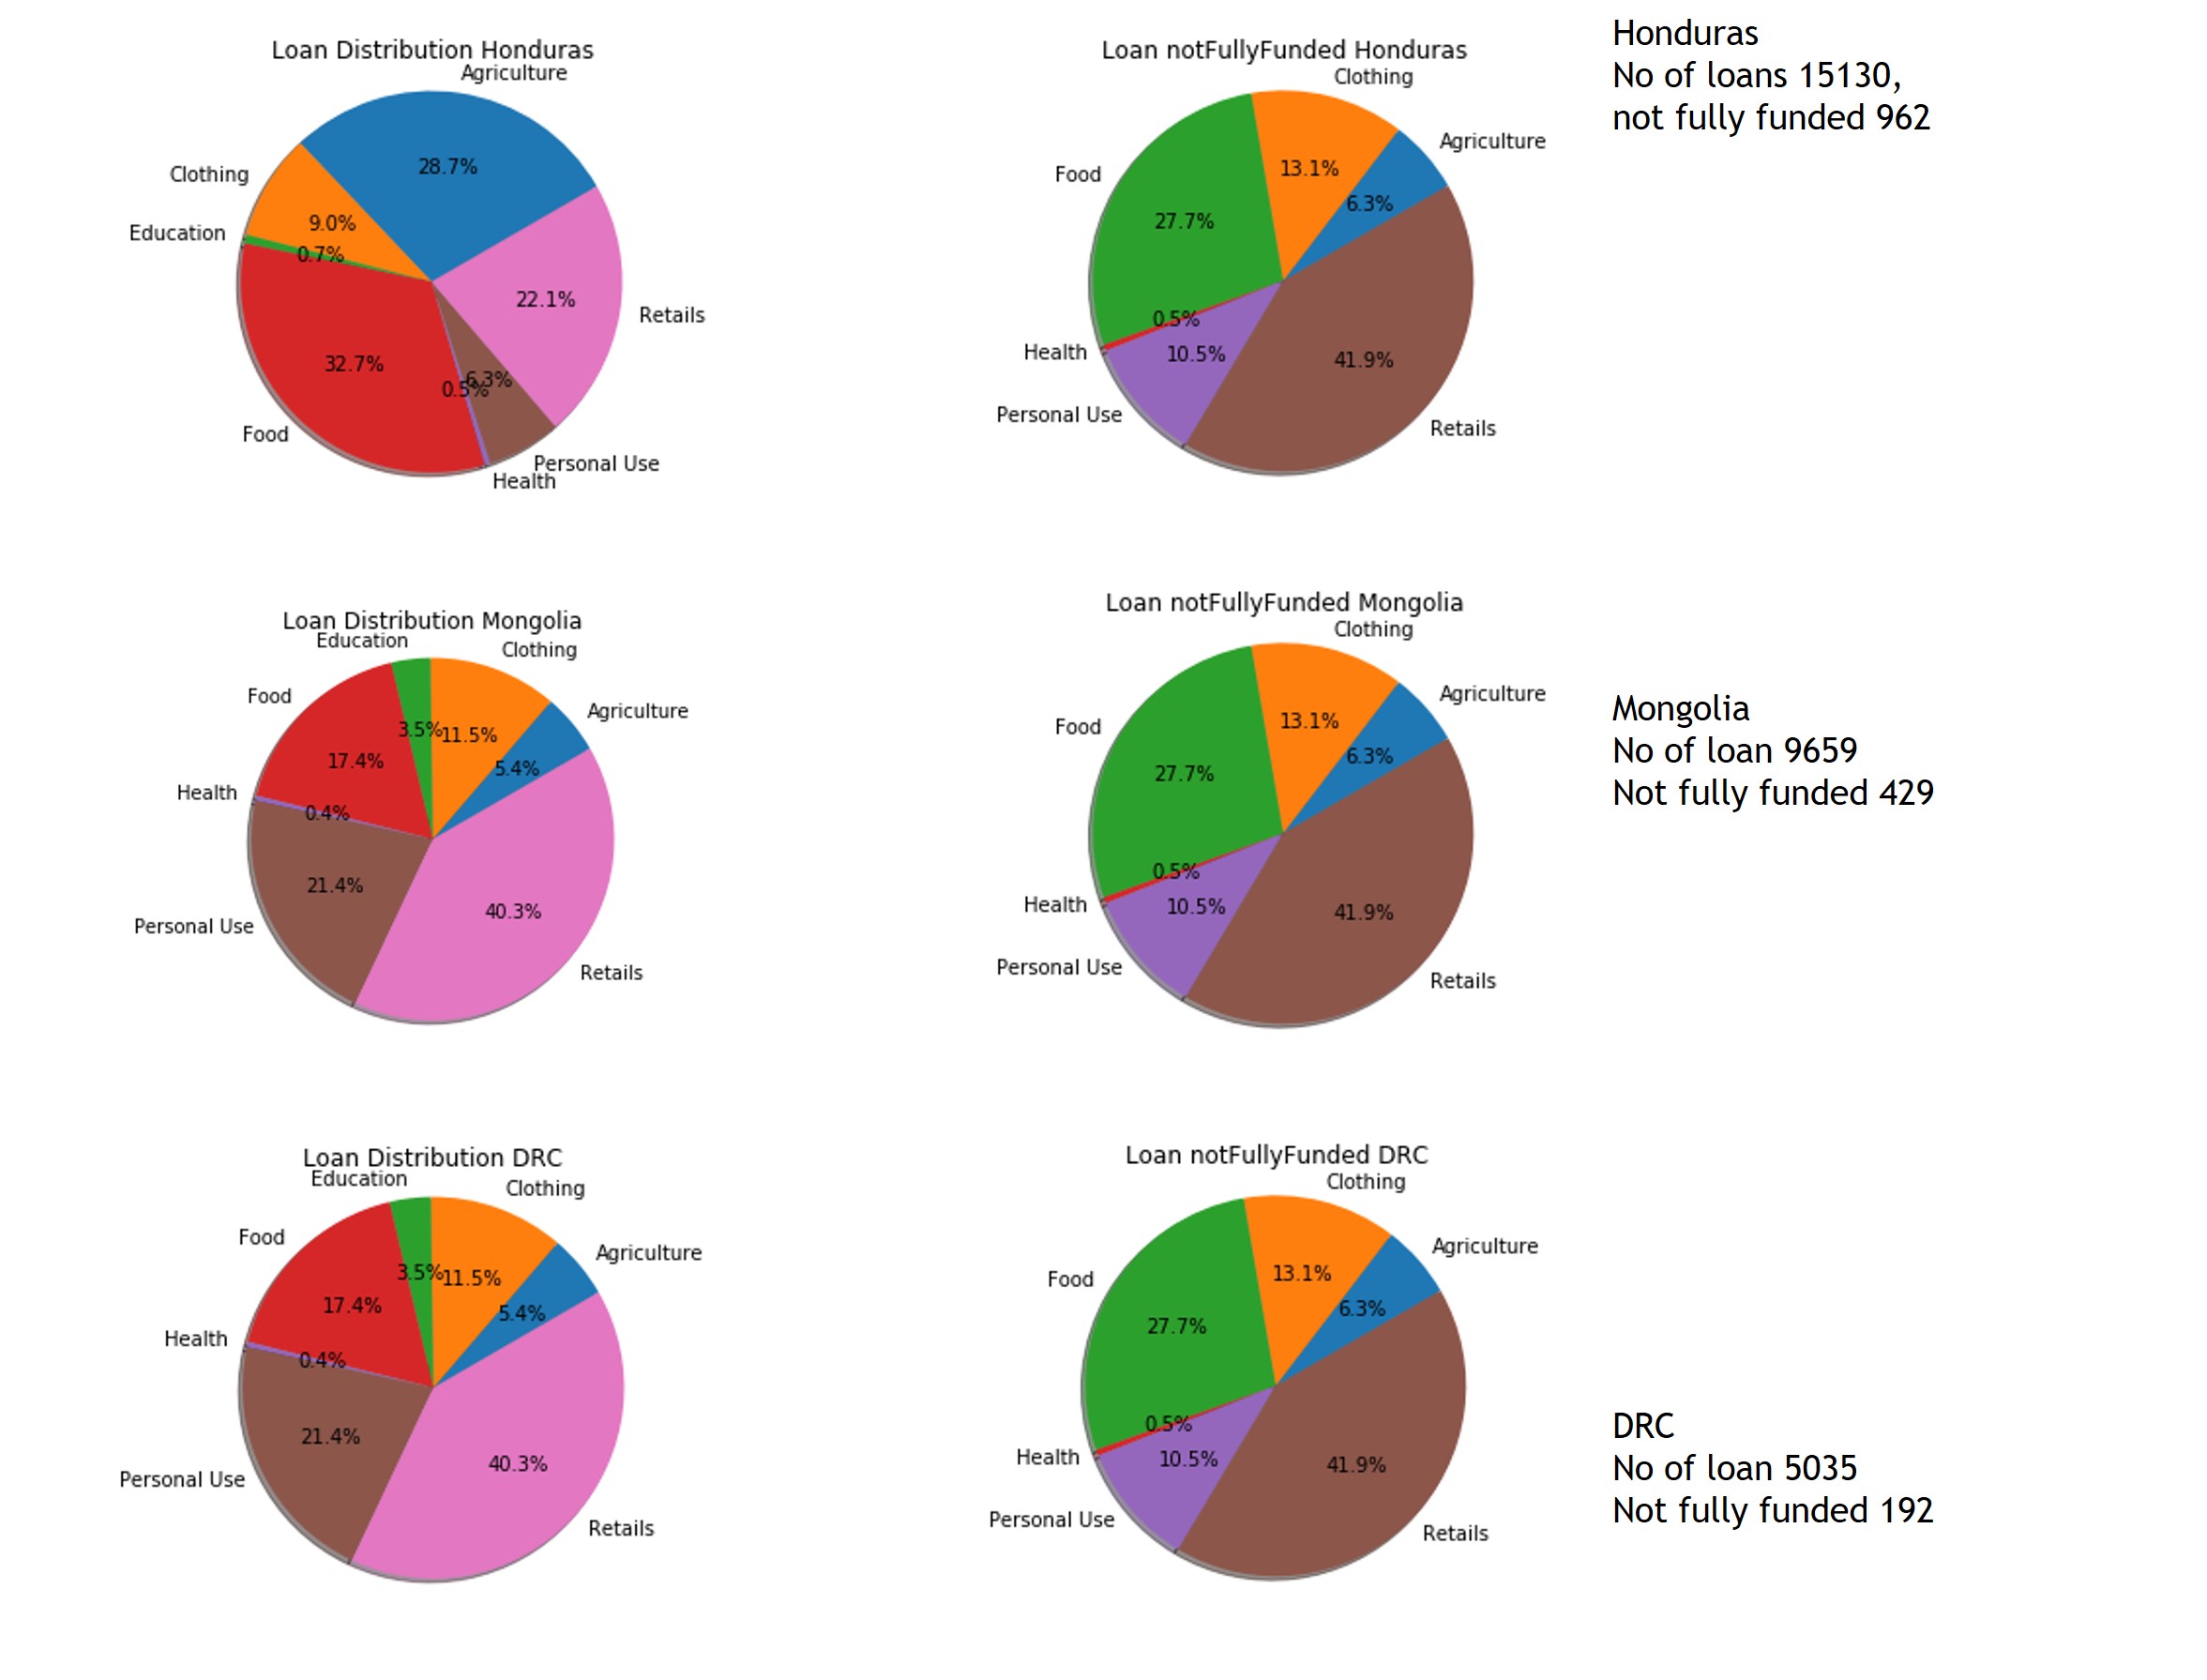 Loan Distribution Honduras
Agriculture
28.7%
Clothing
9.0%
Education
0.7%
22.1%
Retails
32.7%
6.3%
0.5%
Food
Personal Use
Health
Loan notFullyFunded Honduras
Clothing
Agriculture
13.1%
Food
6.3%
27.7%
0.5%
Health
10.5%
41.9%
Personal Use
Retails
Honduras
No of loans 15130,
not fully funded 962
Loan Distribution Mongolia
Education
Clothing
Food
Agriculture
3.5%
11.5%
17.4%
5.4%
Health
0.4%
21.4%
40.3%
Personal Use
Retails
Loan notFullyFunded Mongolia
Clothing
Agriculture
Food
13.1%
6.3%
27.7%
0.5%
Health
10.5%
41.9%
Personal Use
Retails
Mongolia
No of loan 9659
Not fully funded 429
Loan Distribution DRC
Education
Clothing
Food
Agriculture
3.5%
11.5%
17.4%
5.4%
Health
0.4%
21.4%
40.3%
Personal Use
Retails
Loan notFullyFunded DRC
Clothing
Agriculture
Food
13.1%
6.3%
27.7%
0.5%
Health
10.5%
41.9%
Personal Use
Retails
DRC
No of loan 5035
Not fully funded 192